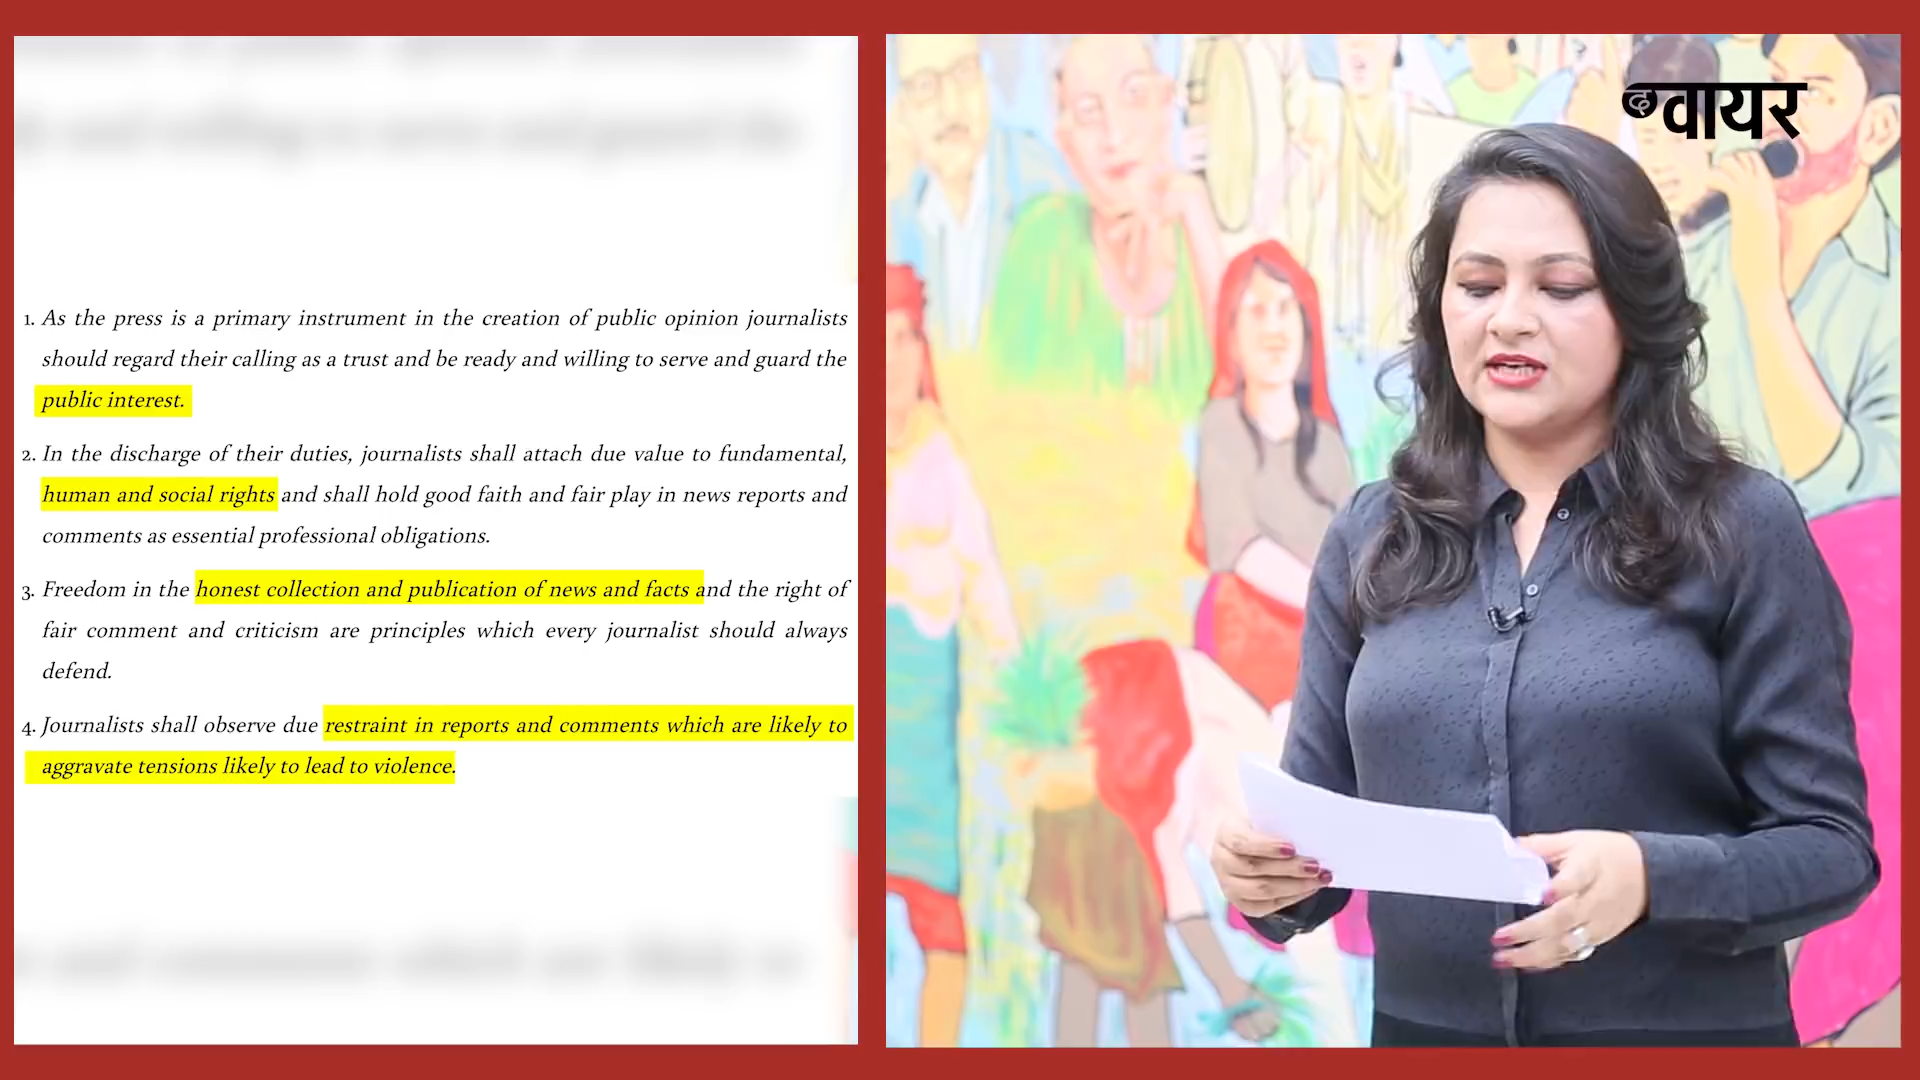 1. As the press is a primary instrument in the creation of public opinion journalists
should regard their calling as a trust and be ready and willing to serve and guard the
public interest.
2. In the discharge of their duties, journalists shall attach due value to fundamental,
human and social rights and shall hold good faith and fair play in news reports and
comments as essential professional obligations.
3. Freedom in the honest collection and publication of news and facts and the right of
fair comment and criticism are principles which every journalist should always
defend.
4. Journalists shall observe due restraint in reports and comments which are likely to
aggravate tensions likely to lead to violence.
द वायर